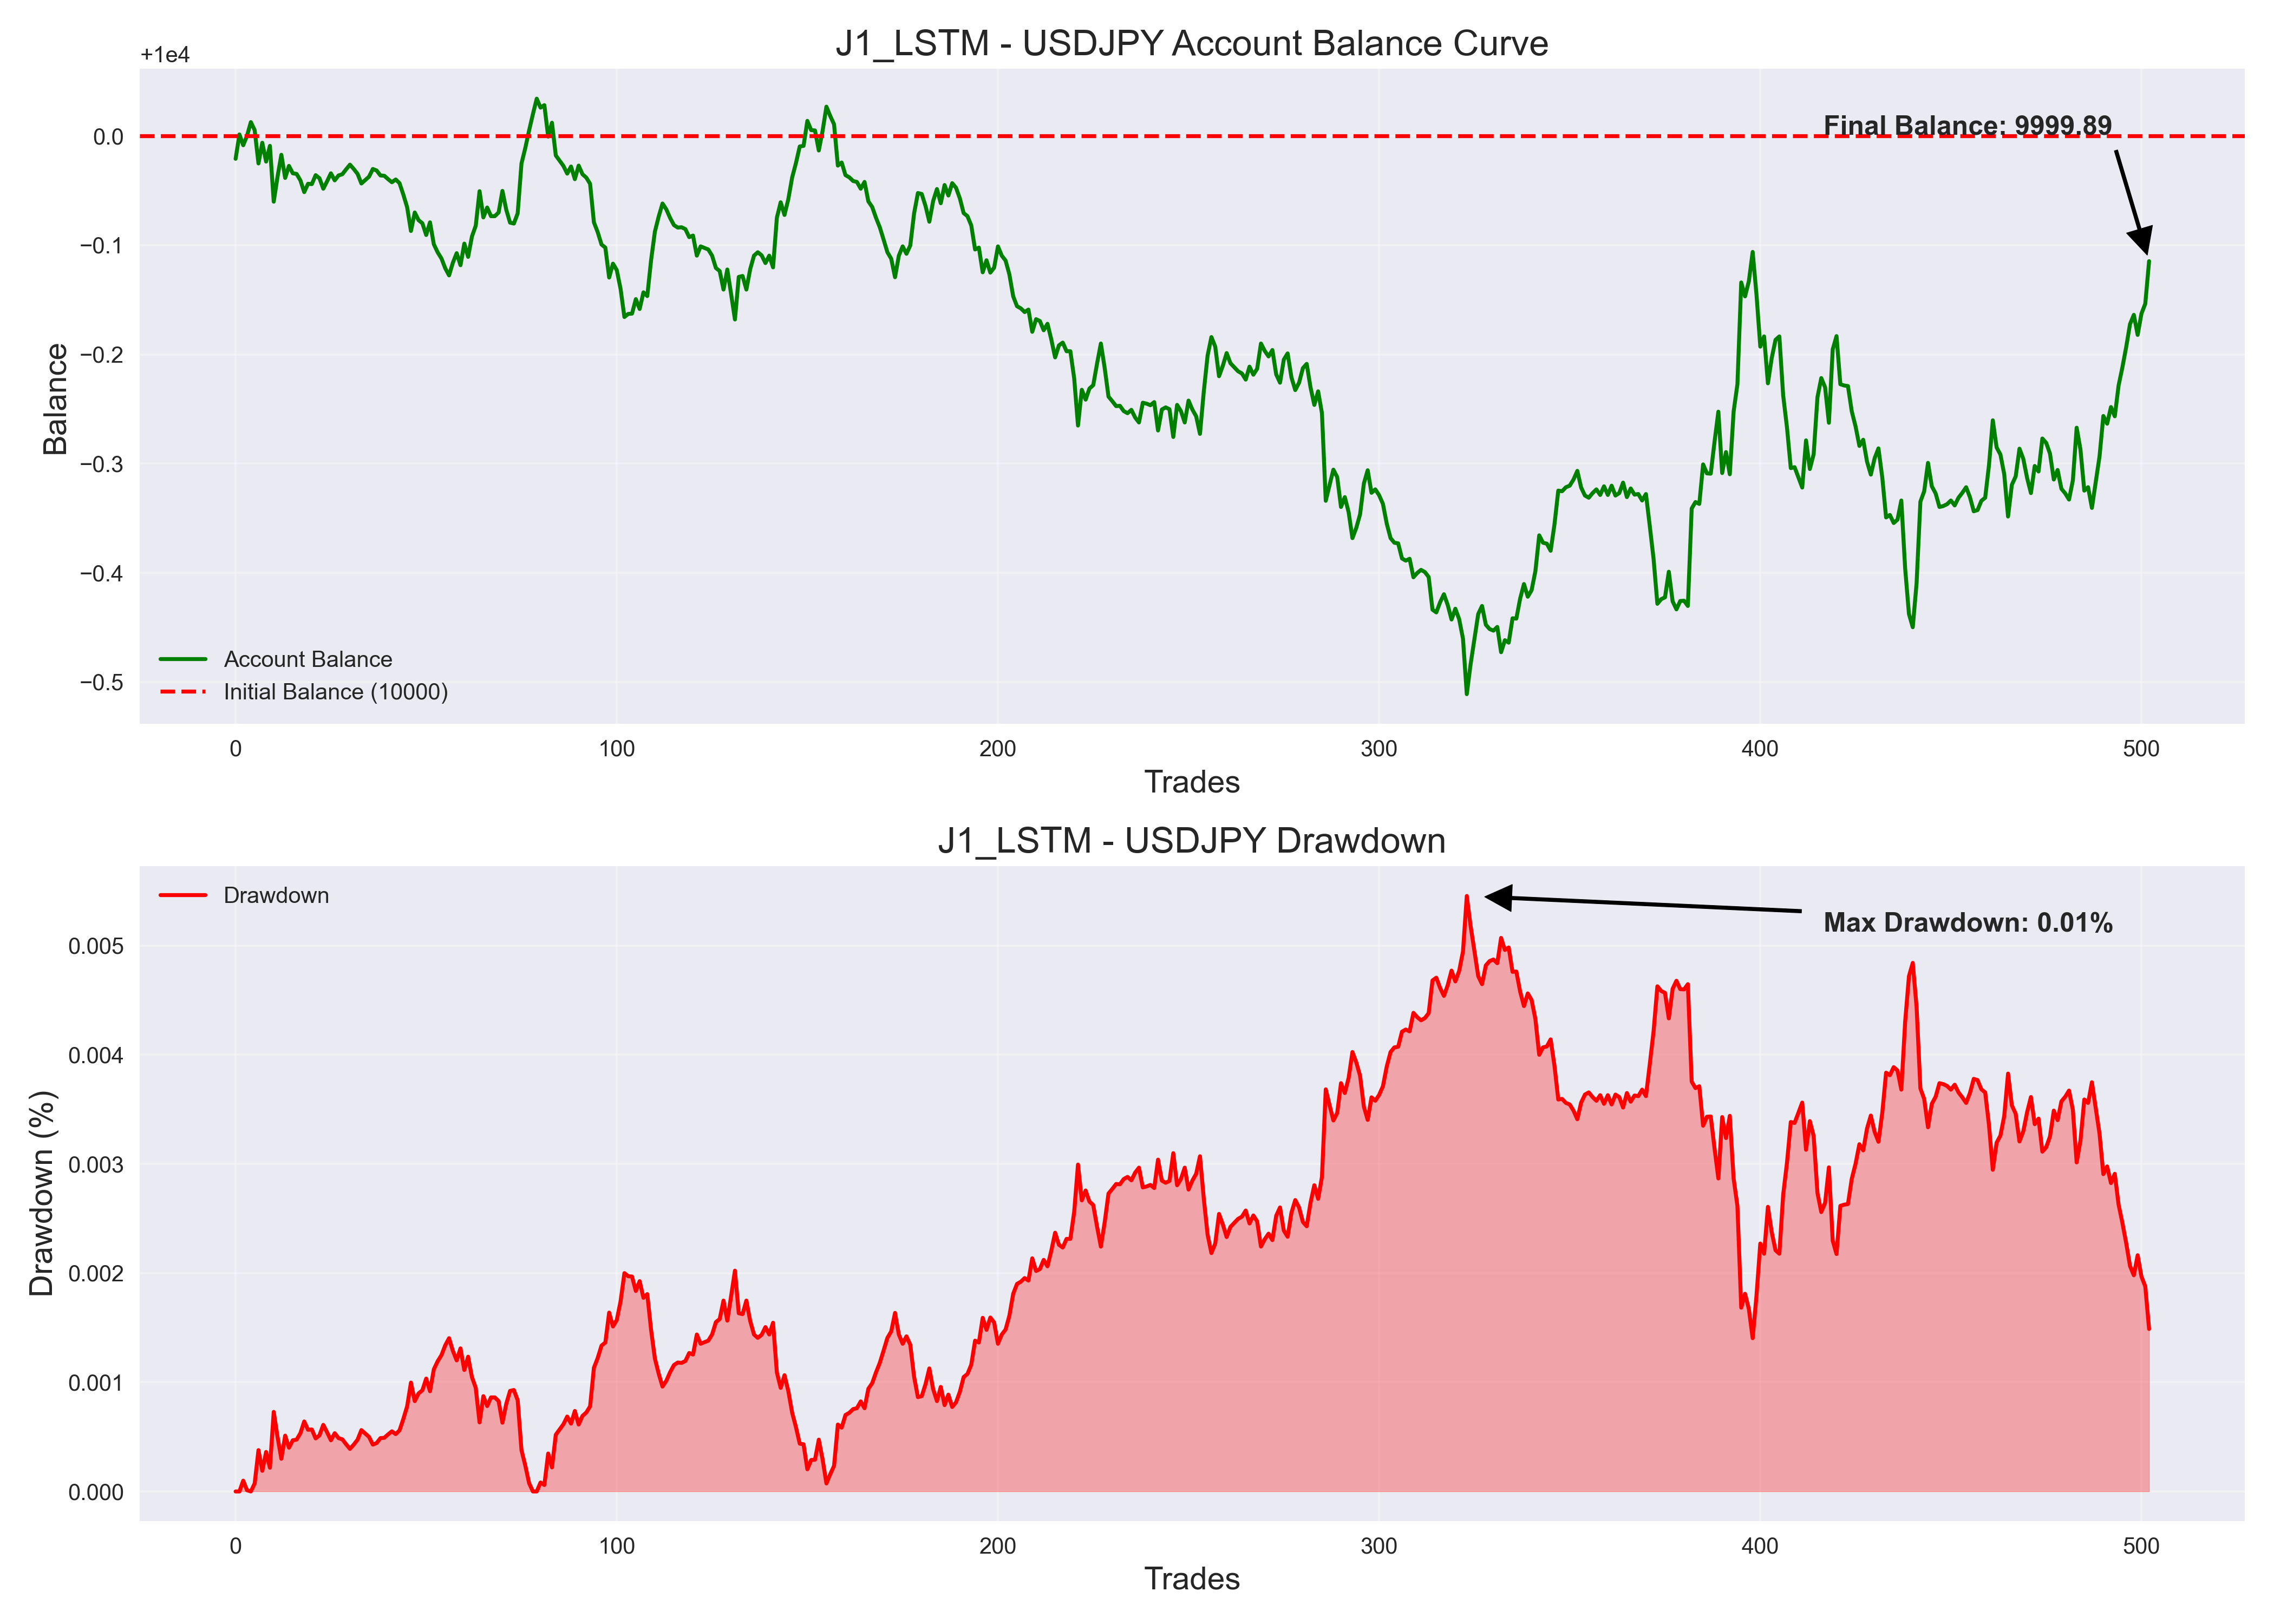 J1_LSTM - USDJPY Account Balance Curve
+1e4
Final Balance: 9999.89
0.0
−0.1
−0.2
−0.3
−0.4
−0.5
Balance
Account Balance
Initial Balance (10000)
0 100 200 300 400 500
Trades
J1_LSTM - USDJPY Drawdown
Drawdown
Max Drawdown: 0.01%
0.005
0.004
0.003
0.002
0.001
0.000
Drawdown (%)
0 100 200 300 400 500
Trades